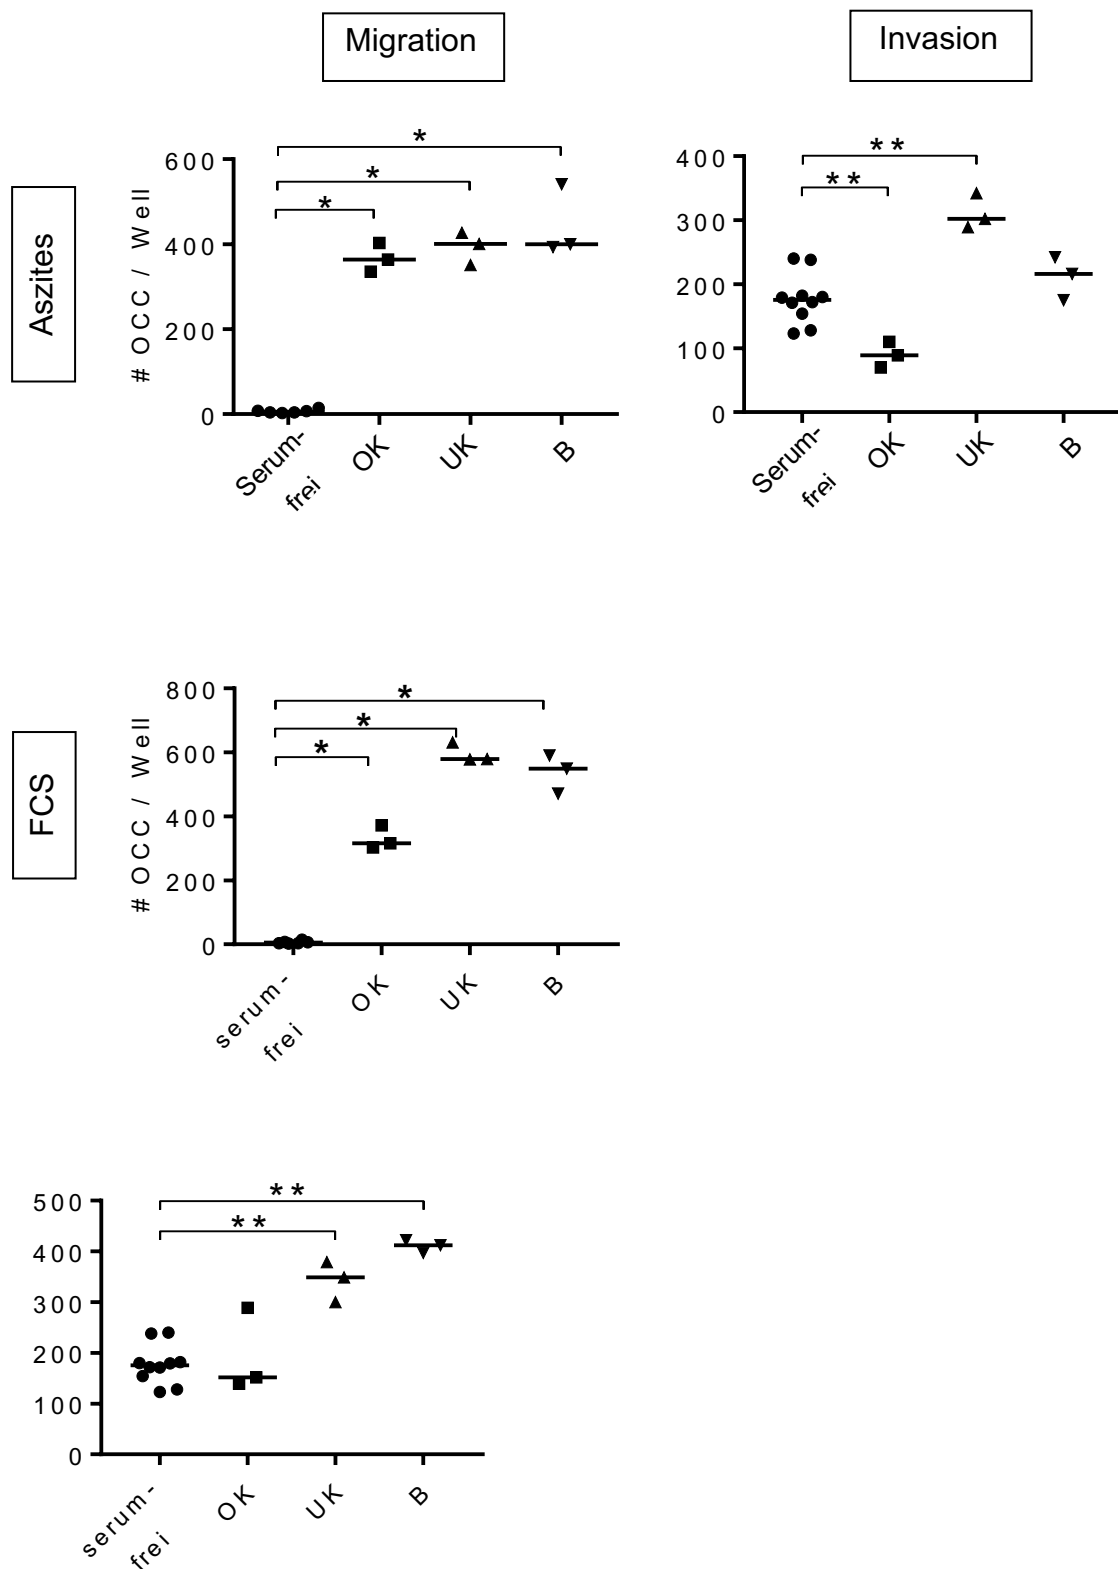 Migration
Invasion
Aszites
# OCC / Well
600
400
200
0
*
*
*
Serum-
frei
OK
UK
B
400
300
200
100
0
**
**
Serum-
frei
OK
UK
B
FCS
# OCC / Well
800
600
400
200
0
*
*
*
serum-
frei
OK
UK
B
500
400
300
200
100
0
**
**
serum-
frei
OK
UK
B